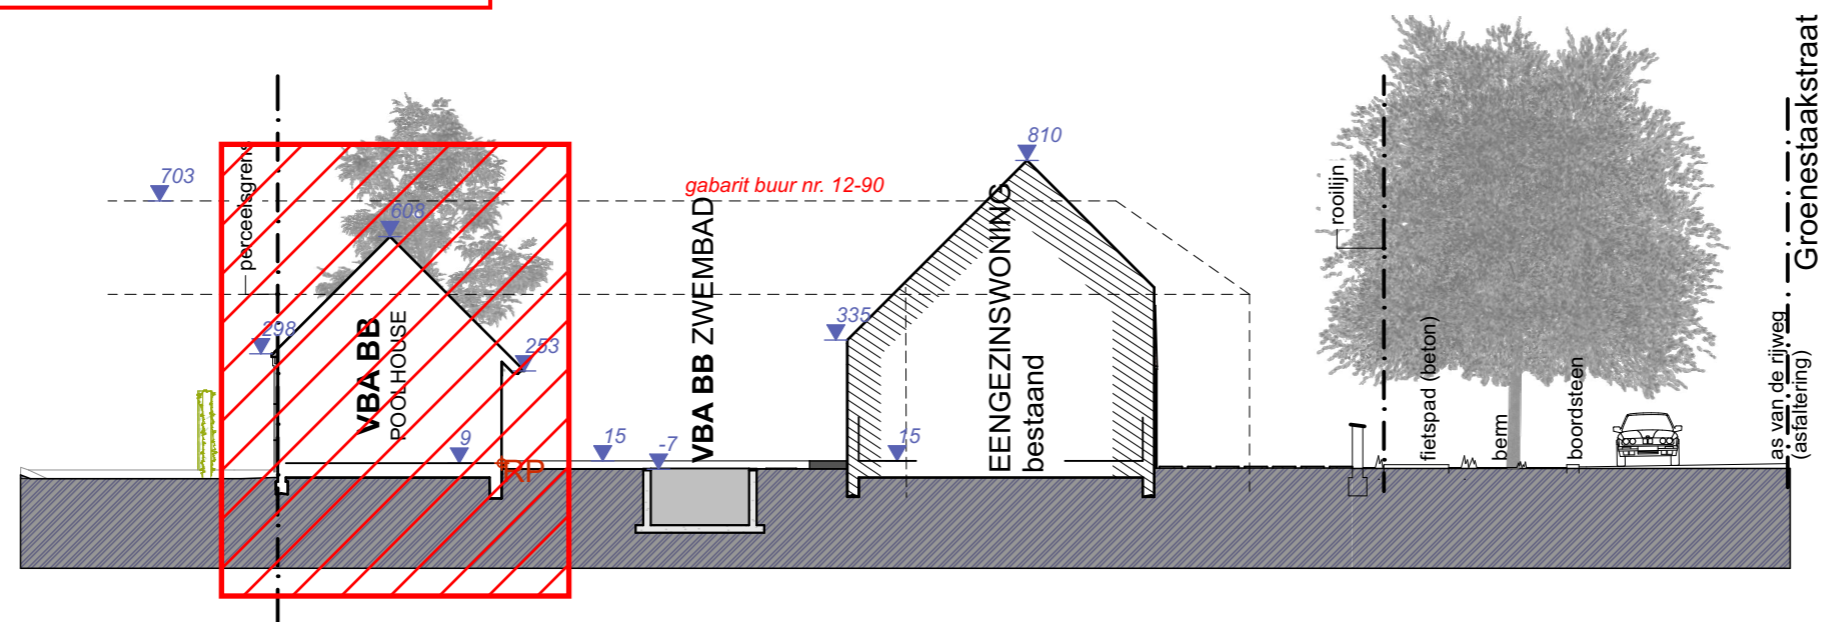 703
perceelsgrens
608
298
253
VBA BB
POOLHOUSE
9
RP
15
-7
VBA BB ZWEMBAD
gabarit buur nr. 12-90
810
335
15
EENGEZINSWONING
bestaand
rooilijn
fietspad (beton)
berm
boordsteen
as van de rijweg
(asfaltering)
Groenestaakstraat